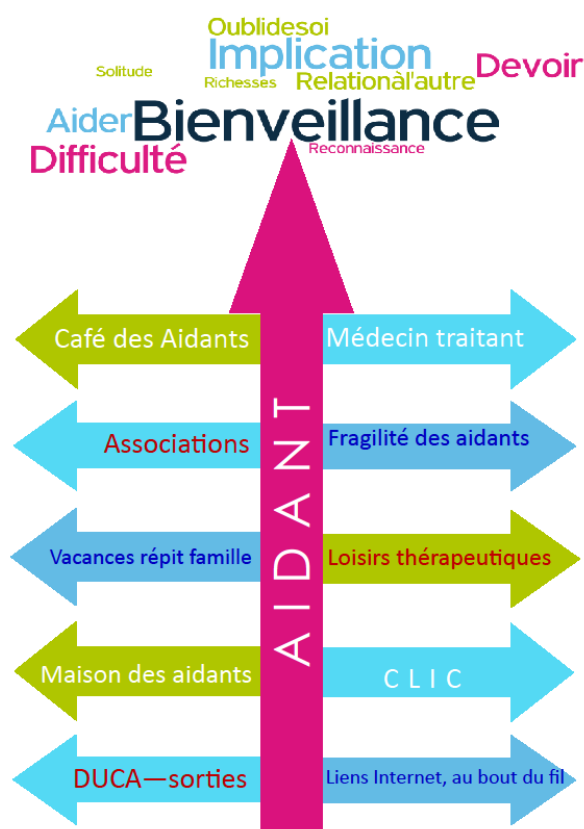 Oublidesoi
Implication
Devoir
Solitude
Richesses
Relationàl'autre
Aider
Bienveillance
Difficulté
Reconnaissance
AIDANT
Café des Aidants
Médecin traitant
Associations
Fragilité des aidants
Vacances répit famille
Loisirs thérapeutiques
Maison des aidants
CLIC
DUCA—sorties
Liens Internet, au bout du fil